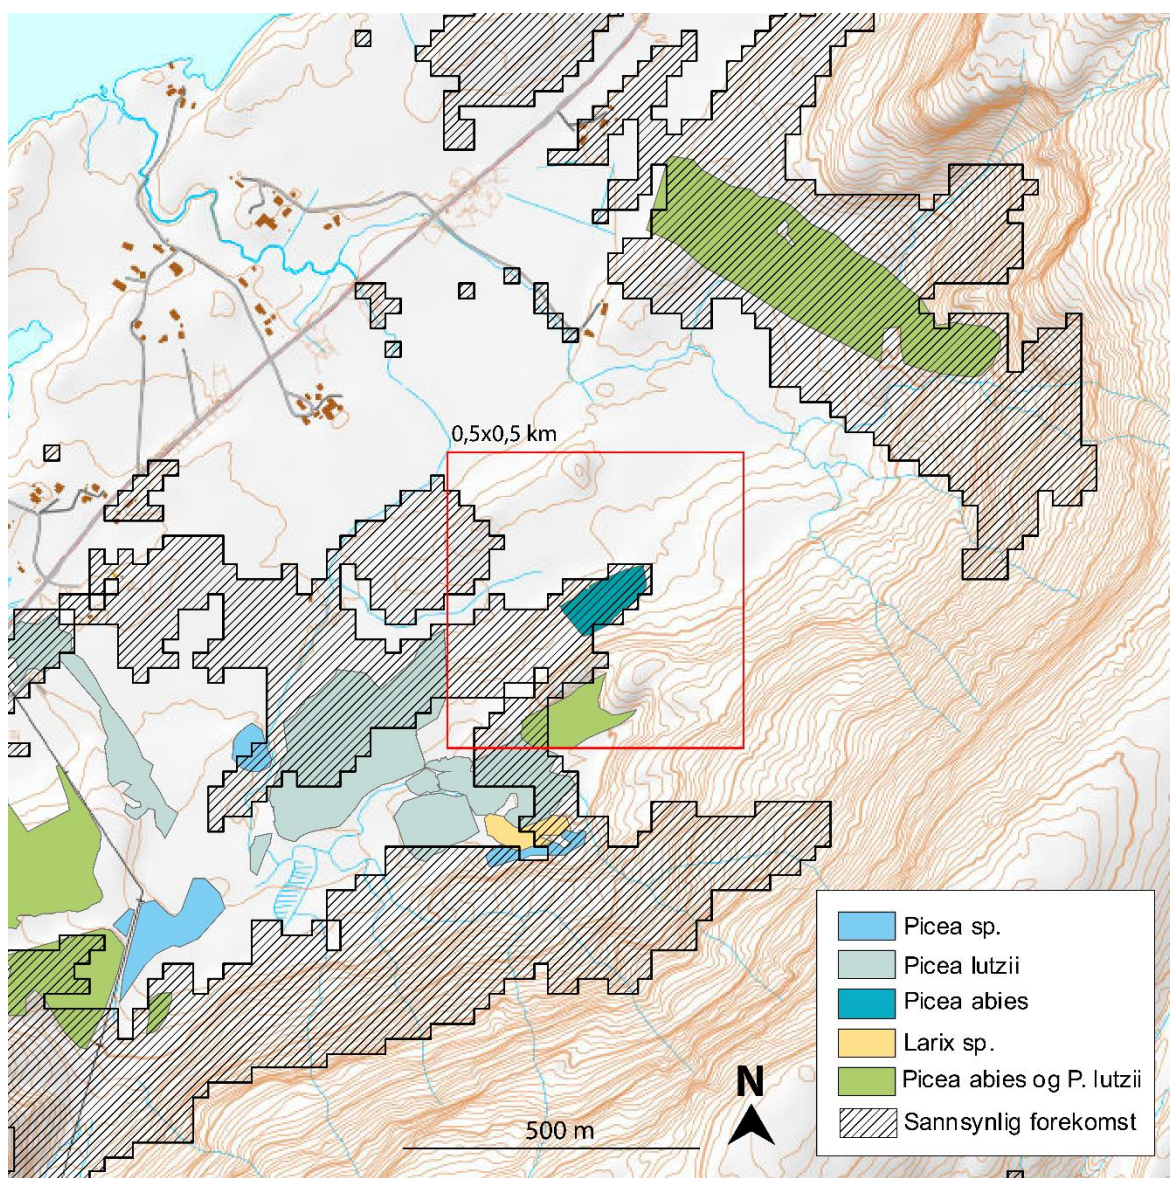 0,5x0,5 km
Picea sp.
Picea lutzii
Picea abies
Larix sp.
Picea abies og P. lutzii
Sannsynlig forekomst
N
500 m